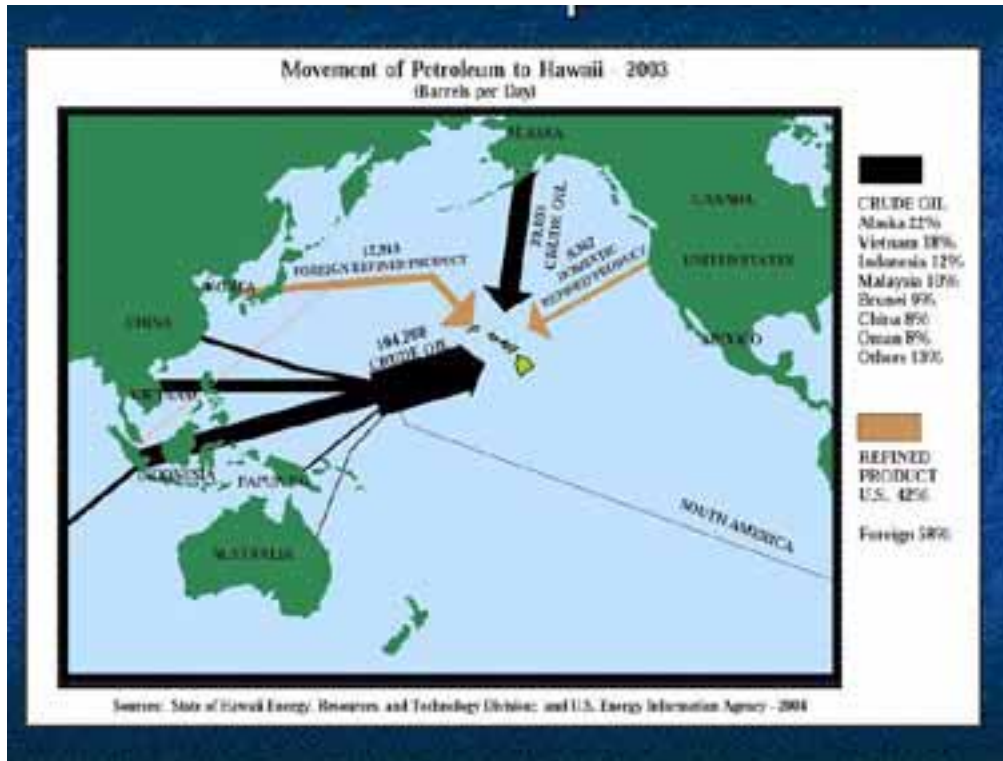 Movement of Petroleum to Hawaii - 2003
(Barrels per Day)
ALASKA
CANADA
UNITED STATES
MEXICO
CRUDE OIL
DOMESTIC
REFINED PRODUCT
FOREIGN REFINED PRODUCT
KOREA
CHINA
CRUDE OIL
VIETNAM
INDONESIA
PAPUA
AUSTRALIA
SOUTH AMERICA
CRUDE OIL
Alaska 22%
Vietnam 18%
Indonesia 12%
Malaysia 10%
Brunei 9%
China 8%
Oman 8%
Others 13%
REFINED
PRODUCT
U.S. 42%
Foreign 58%
Sources: State of Hawaii Energy, Resources, and Technology Division; and U.S. Energy Information Agency - 2004